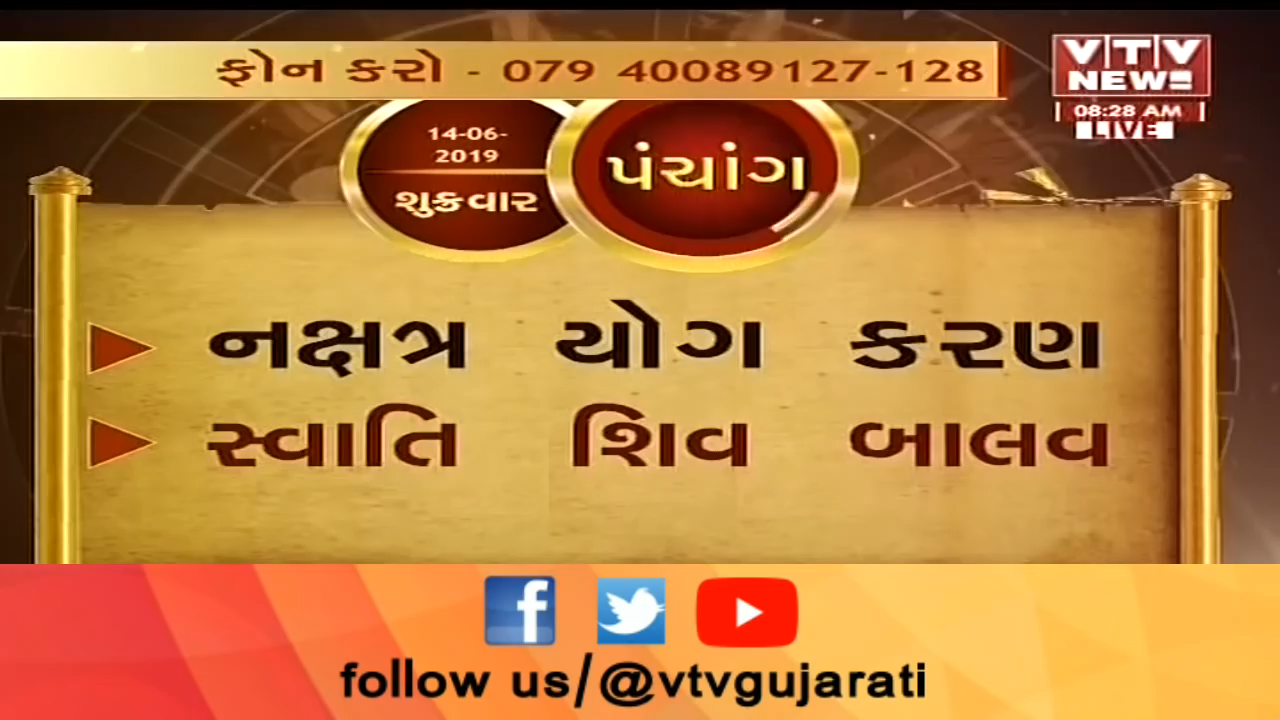 ફોન કરો - 079 40089127-128
VTV
NEWS
08:28 AM
LIVE
14-06-
2019
શુક્રવાર
પંચાંગ
નક્ષત્ર યોગ કરણ
સ્વાતિ શિવ બાલવ
follow us/@vtvgujarati